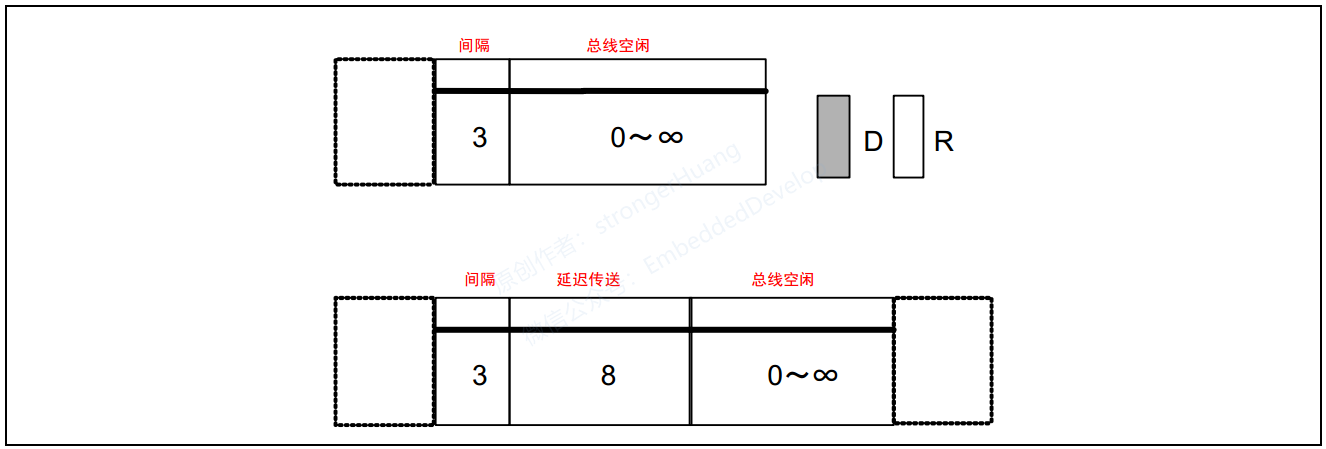 间隔 总线空闲
3 0～∞
D R
原创作者：strongerHuang
微信公众号：EmbeddedDevelo
间隔 延迟传送 总线空闲
3 8 0～∞